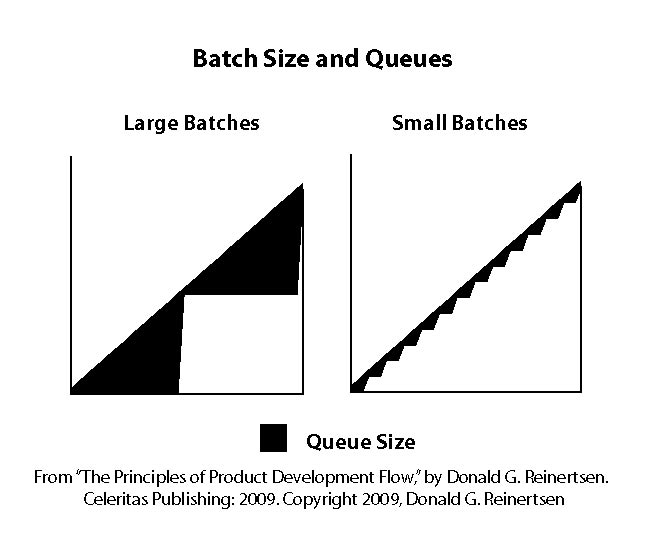 Batch Size and Queues
Large Batches
Small Batches
Queue Size
From “The Principles of Product Development Flow,” by Donald G. Reinertsen.
Celeritas Publishing: 2009. Copyright 2009, Donald G. Reinertsen